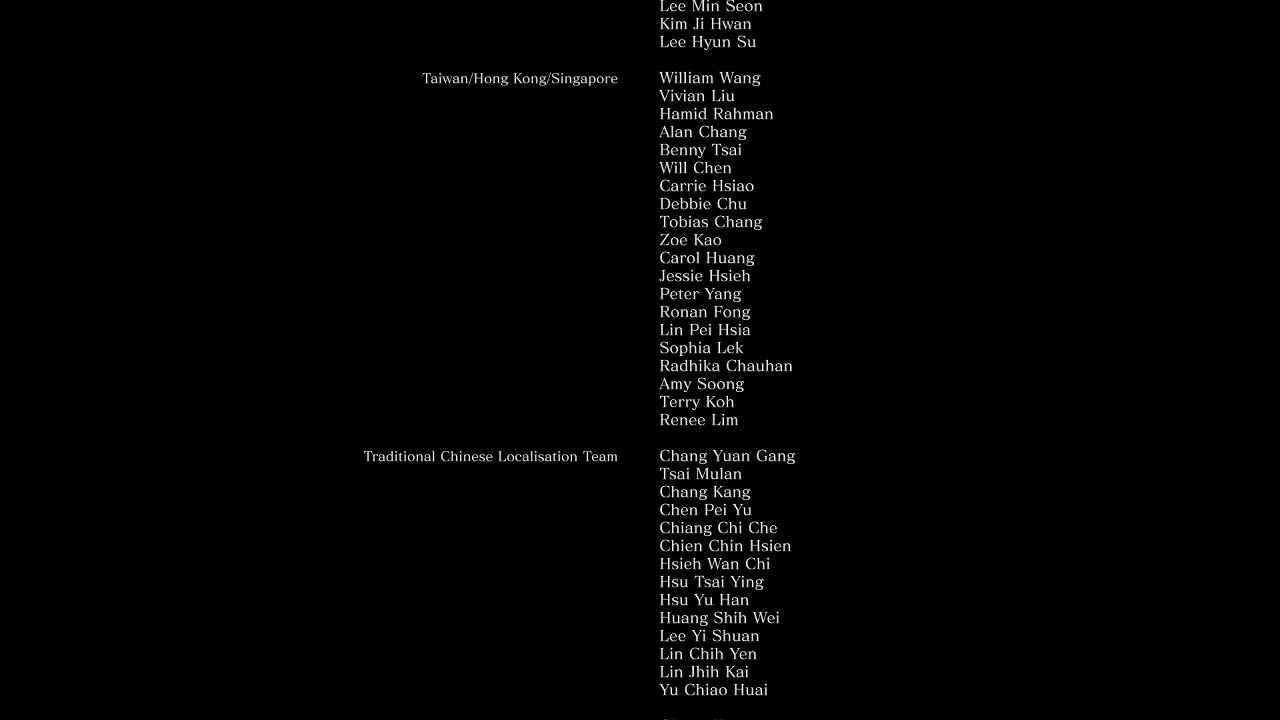 Lee Min Seon
Kim Ji Hwan
Lee Hyun Su
Taiwan/Hong Kong/Singapore William Wang
Vivian Liu
Hamid Rahman
Alan Chang
Benny Tsai
Will Chen
Carrie Hsiao
Debbie Chu
Tobias Chang
Zoe Kao
Carol Huang
Jessie Hsieh
Peter Yang
Ronan Fong
Lin Pei Hsia
Sophia Lek
Radhika Chauhan
Amy Soong
Terry Koh
Renee Lim
Traditional Chinese Localisation Team Chang Yuan Gang
Tsai Mulan
Chang Kang
Chen Pei Yu
Chiang Chi Che
Chien Chin Hsien
Hsieh Wan Chi
Hsu Tsai Ying
Hsu Yu Han
Huang Shih Wei
Lee Yi Shuan
Lin Chih Yen
Lin Jhih Kai
Yu Chiao Huai